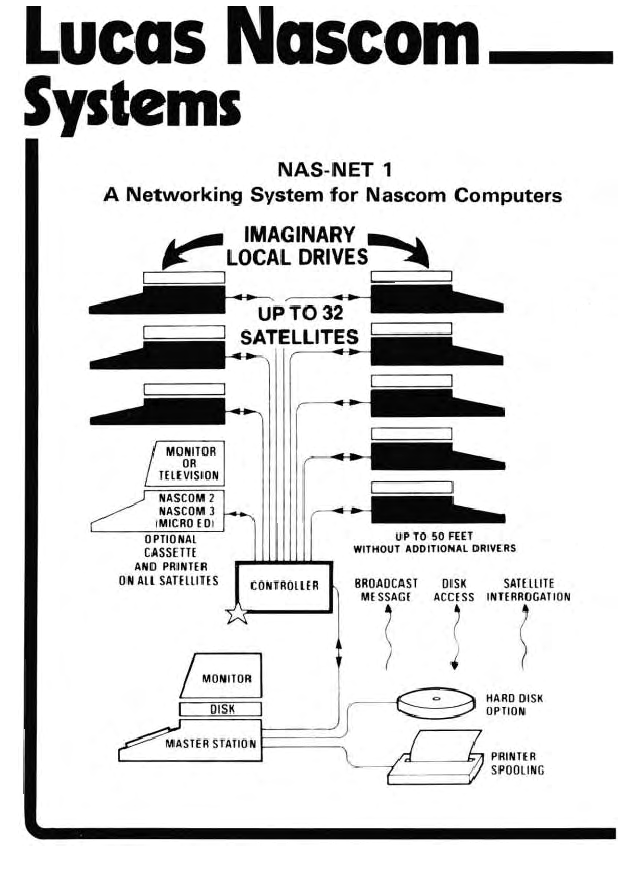 Lucas Nascom
Systems
NAS-NET 1
A Networking System for Nascom Computers
IMAGINARY
LOCAL DRIVES
UP TO 32
SATELLITES
MONITOR
OR
TELEVISION
NASCOM 2
NASCOM 3
(MICRO ED)
OPTIONAL
CASSETTE
AND PRINTER
ON ALL SATELLITES
UP TO 50 FEET
WITHOUT ADDITIONAL DRIVERS
CONTROLLER
BROADCAST
MESSAGE
DISK
ACCESS
SATELLITE
INTERROGATION
MONITOR
DISK
MASTER STATION
HARD DISK
OPTION
PRINTER
SPOOLING